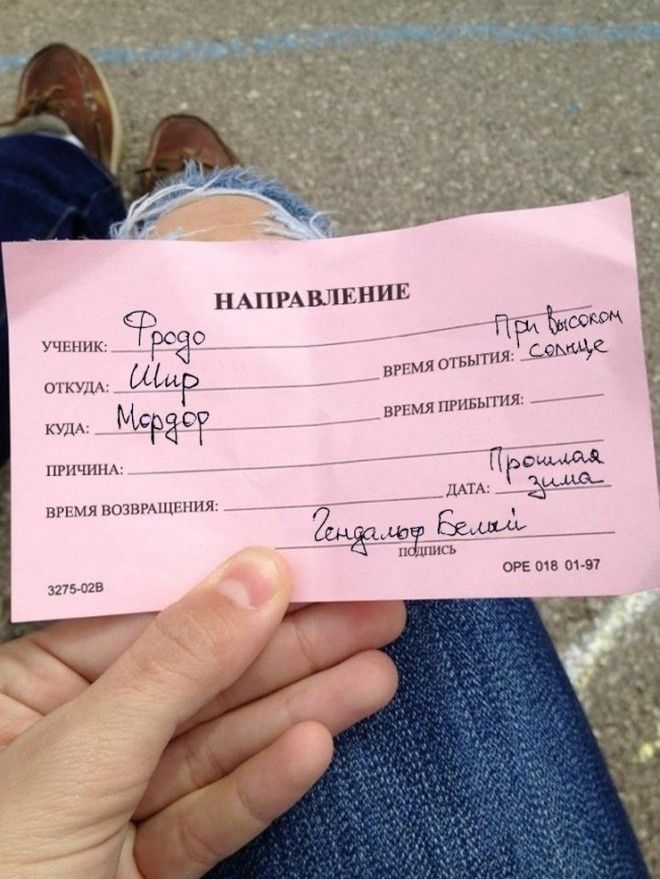 НАПРАВЛЕНИЕ
УЧЕНИК: Фродо
ОТКУДА: Шир ВРЕМЯ ОТБЫТИЯ: При высоком солнце
КУДА: Мордор ВРЕМЯ ПРИБЫТИЯ:
ПРИЧИНА:
ВРЕМЯ ВОЗВРАЩЕНИЯ: ДАТА: Прошлая зима
Гендальф Белый
ПОДПИСЬ
3275-02B OPE 018 01-97